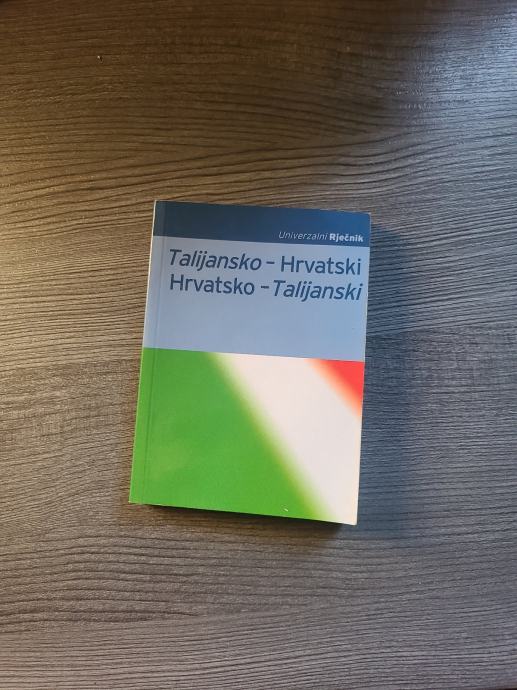 Univerzalni Rječnik
Talijansko – Hrvatski
Hrvatsko – Talijanski